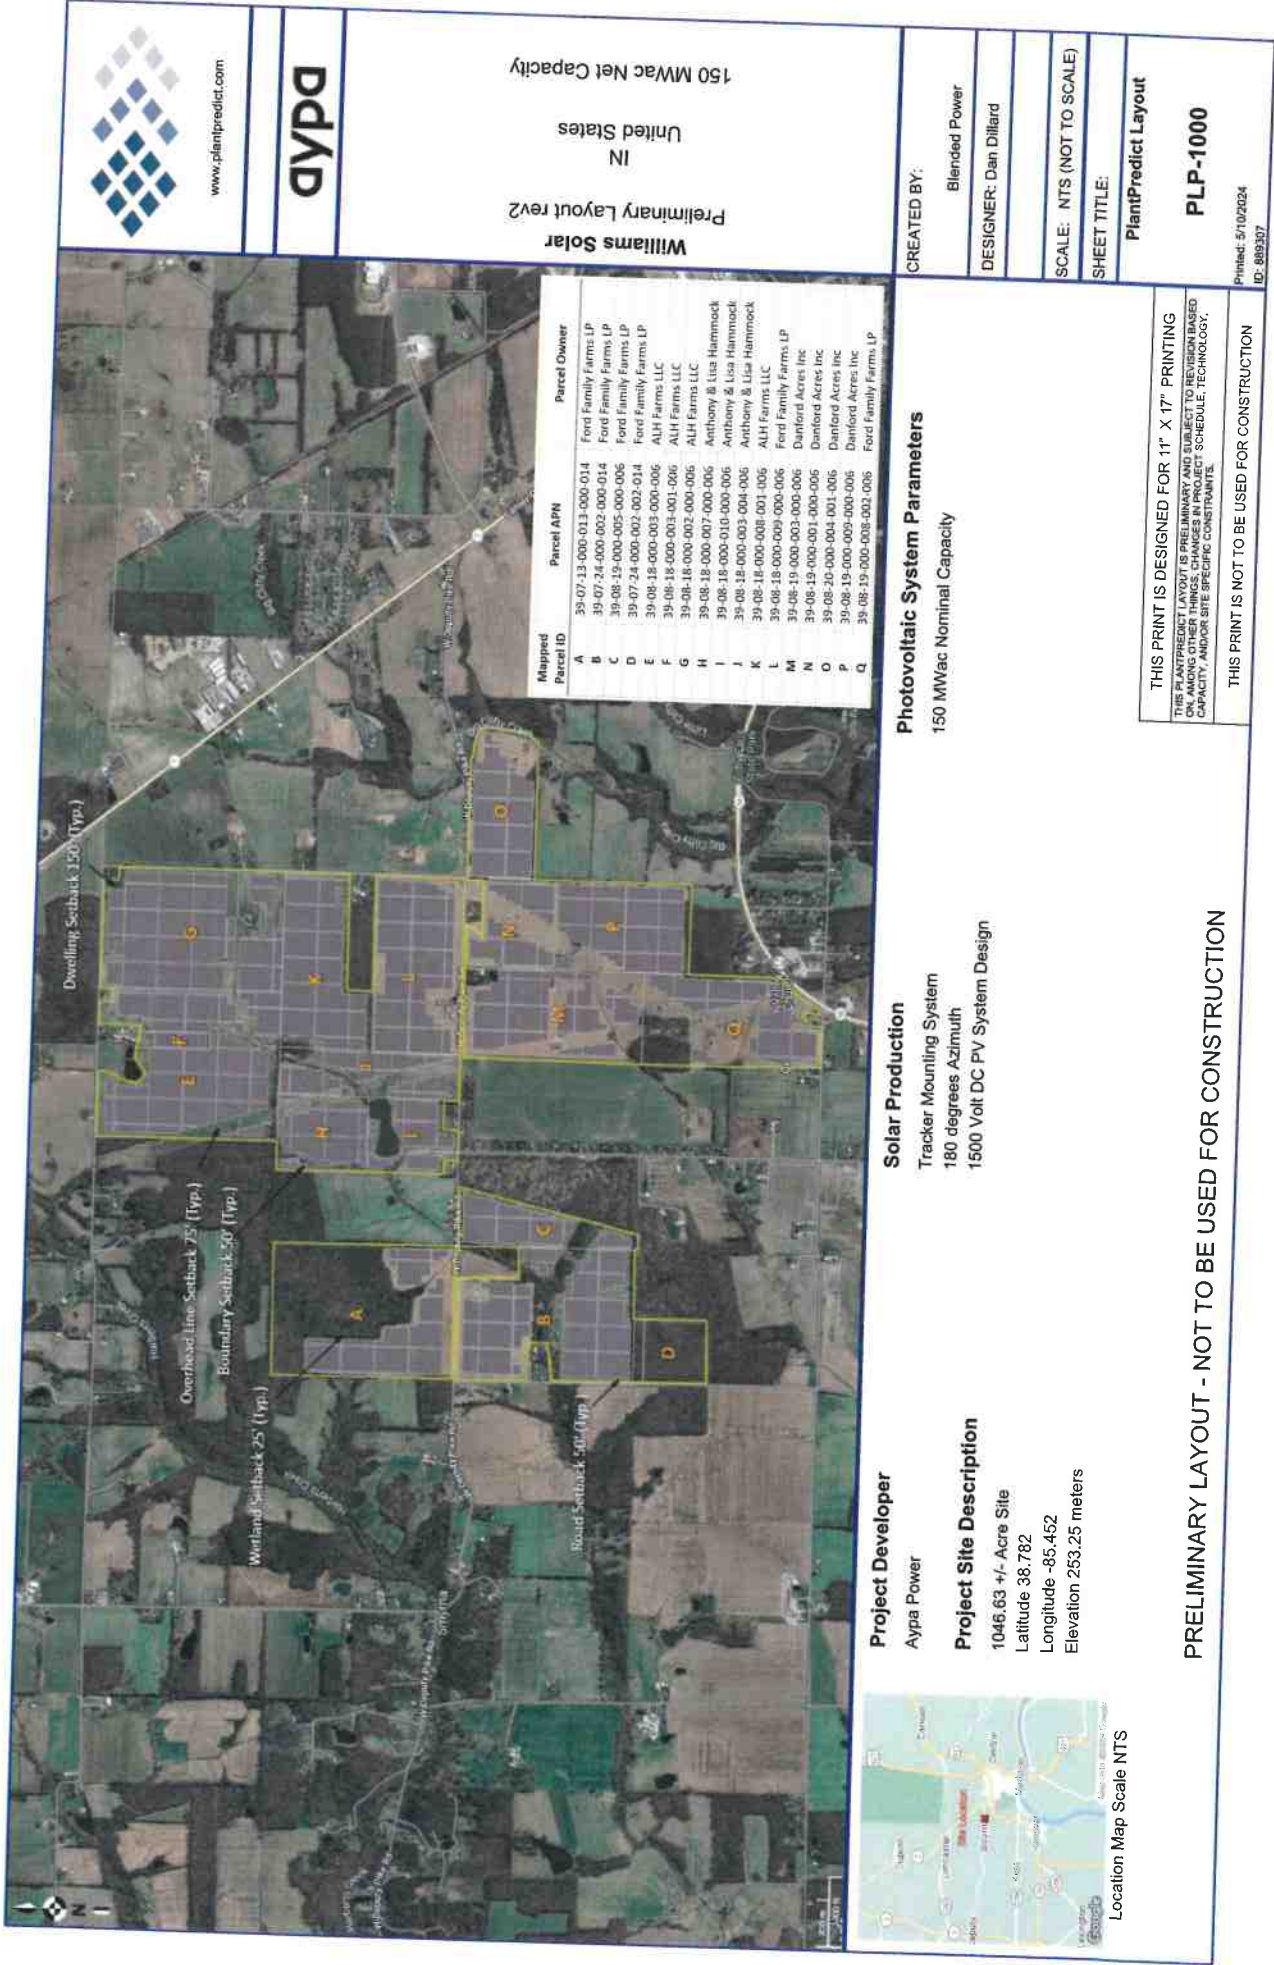 www.plantpredict.com
aypa
Williams Solar
Preliminary Layout rev2
IN
United States
150 MWac Net Capacity
CREATED BY:
Blended Power
DESIGNER: Dan Dillard
SCALE: NTS (NOT TO SCALE)
SHEET TITLE:
PlantPredict Layout
PLP-1000
Printed: 5/10/2024
ID: 889307
N
Dwelling Setback 150' (Typ.)
Overhead Line Setback 75' (Typ.)
Boundary Setback 50' (Typ.)
Wetland Setback 25' (Typ.)
Road Setback 50' (Typ.)
A
B
C
D
E
F
G
H
I
K
L
M
N
O
P
Q
Smyrna
Mapped Parcel ID Parcel APN Parcel Owner
A 39-07-13-000-013-000-014 Ford Family Farms LP
B 39-07-24-000-002-000-014 Ford Family Farms LP
C 39-08-19-000-005-000-006 Ford Family Farms LP
D 39-07-24-000-002-002-014 Ford Family Farms LP
E 39-08-18-000-003-000-006 ALH Farms LLC
F 39-08-18-000-003-001-006 ALH Farms LLC
G 39-08-18-000-002-000-006 ALH Farms LLC
H 39-08-18-000-007-000-006 Anthony & Lisa Hammock
I 39-08-18-000-010-000-006 Anthony & Lisa Hammock
J 39-08-18-000-003-004-006 Anthony & Lisa Hammock
K 39-08-18-000-008-001-006 ALH Farms LLC
L 39-08-18-000-009-000-006 Ford Family Farms LP
M 39-08-19-000-003-000-006 Danford Acres Inc
N 39-08-19-000-001-000-006 Danford Acres Inc
O 39-08-20-000-004-001-006 Danford Acres Inc
P 39-08-19-000-009-000-006 Danford Acres Inc
Q 39-08-19-000-008-002-006 Ford Family Farms LP
Site Location
Google
Location Map Scale NTS
Project Developer
Aypa Power
Project Site Description
1046.63 +/- Acre Site
Latitude 38.782
Longitude -85.452
Elevation 253.25 meters
Solar Production
Tracker Mounting System
180 degrees Azimuth
1500 Volt DC PV System Design
Photovoltaic System Parameters
150 MWac Nominal Capacity
PRELIMINARY LAYOUT - NOT TO BE USED FOR CONSTRUCTION
THIS PRINT IS DESIGNED FOR 11" X 17" PRINTING
THIS PLANTPREDICT LAYOUT IS PRELIMINARY AND SUBJECT TO REVISION BASED
ON, AMONG OTHER THINGS, CHANGES IN PROJECT SCHEDULE, TECHNOLOGY,
CAPACITY, AND/OR SITE SPECIFIC CONSTRAINTS.
THIS PRINT IS NOT TO BE USED FOR CONSTRUCTION